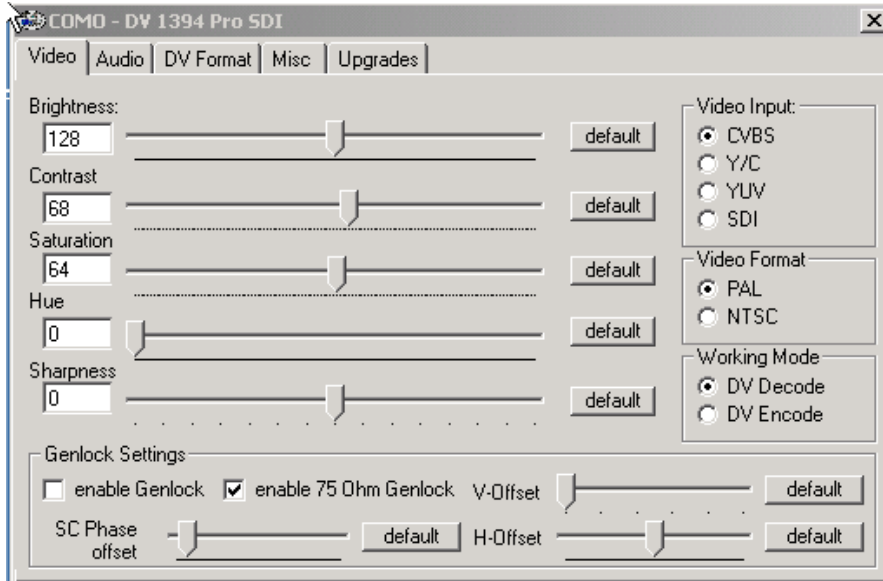 COMO - DV 1394 Pro SDI
Video Audio DV Format Misc Upgrades
Brightness:
128
default
Contrast
68
default
Saturation
64
default
Hue
0
default
Sharpness
0
default
Video Input:
CVBS
Y/C
YUV
SDI
Video Format
PAL
NTSC
Working Mode
DV Decode
DV Encode
Genlock Settings
enable Genlock enable 75 Ohm Genlock V-Offset default
SC Phase
offset
default H-Offset default